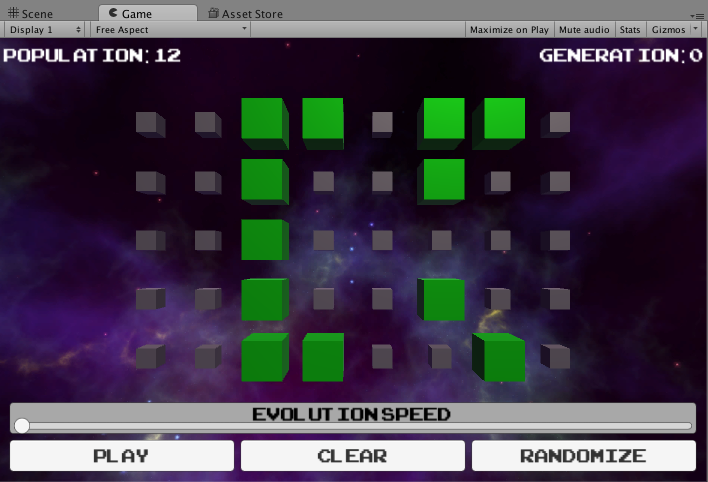 Scene Game Asset Store
Display 1 Free Aspect Maximize on Play Mute audio Stats Gizmos
POPULATION:12 GENERATION:0
EVOLUTION SPEED
PLAY CLEAR RANDOMIZE